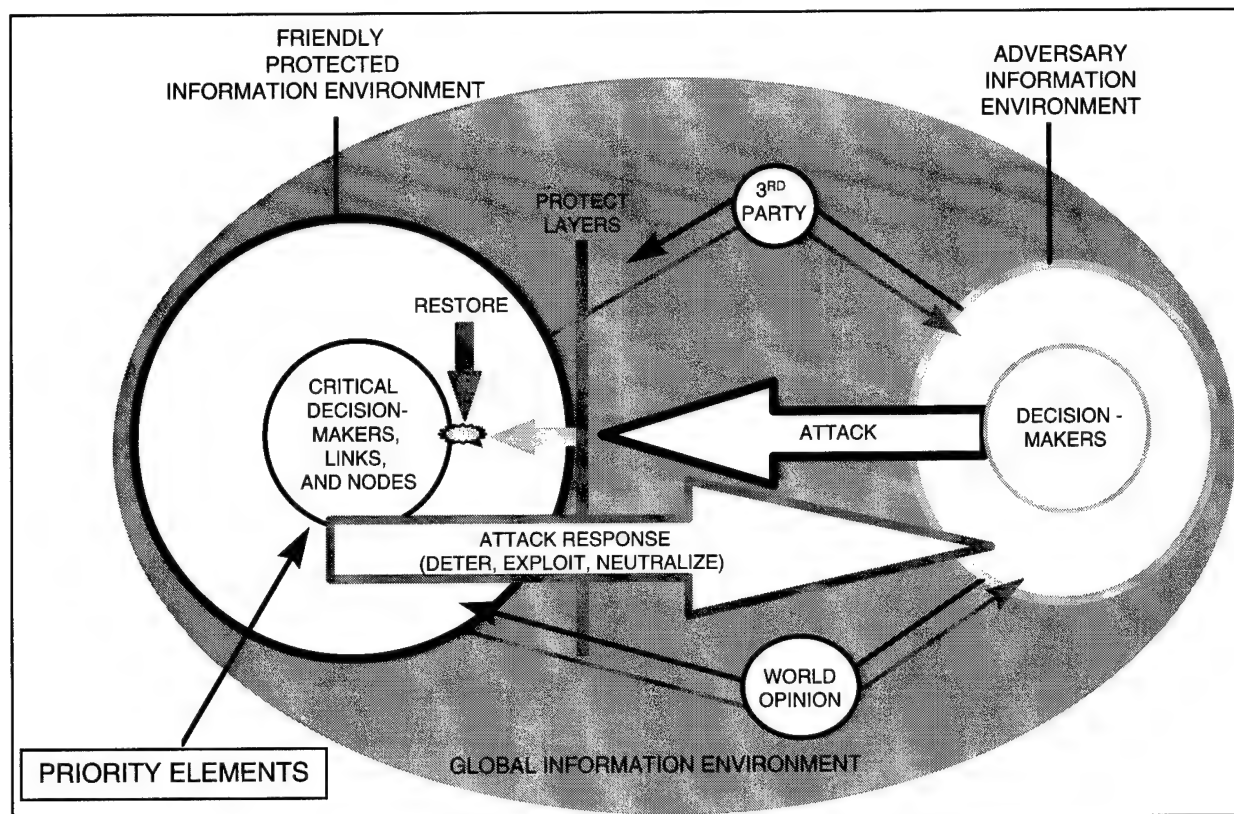 FRIENDLY
PROTECTED
INFORMATION ENVIRONMENT
ADVERSARY
INFORMATION
ENVIRONMENT
3RD
PARTY
PROTECT
LAYERS
RESTORE
CRITICAL
DECISION-
MAKERS,
LINKS,
AND NODES
ATTACK
DECISION -
MAKERS
ATTACK RESPONSE
(DETER, EXPLOIT, NEUTRALIZE)
WORLD
OPINION
PRIORITY ELEMENTS
GLOBAL INFORMATION ENVIRONMENT